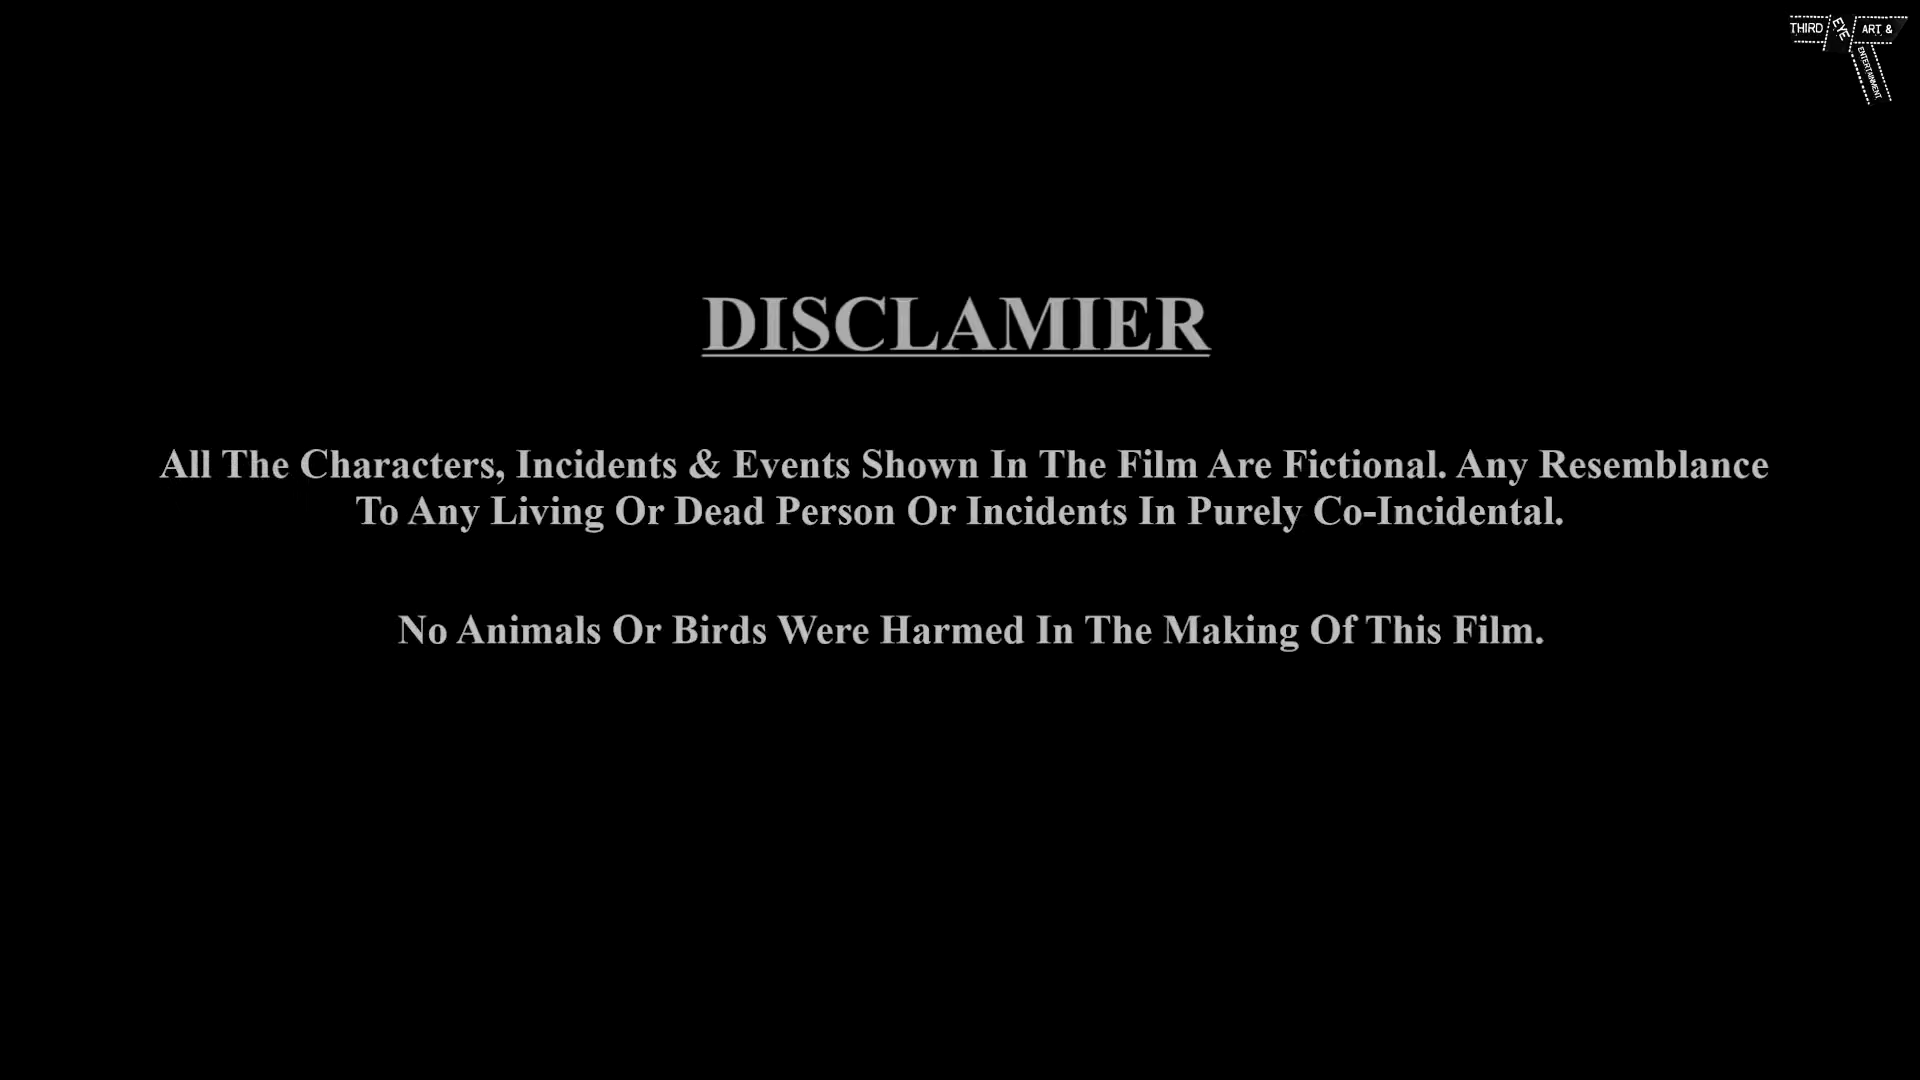 THIRD EYE ART &
ENTERTAINMENT
DISCLAMIER
All The Characters, Incidents & Events Shown In The Film Are Fictional. Any Resemblance
To Any Living Or Dead Person Or Incidents In Purely Co-Incidental.
No Animals Or Birds Were Harmed In The Making Of This Film.